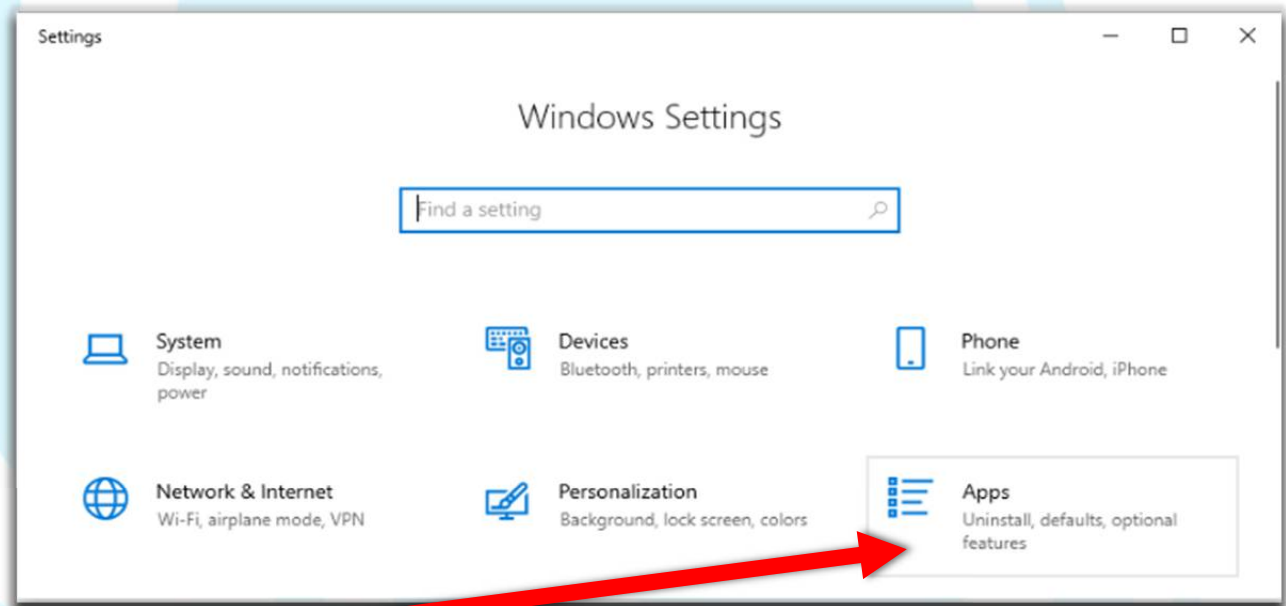 Settings
Windows Settings
Find a setting
System
Display, sound, notifications,
power
Devices
Bluetooth, printers, mouse
Phone
Link your Android, iPhone
Network & Internet
Wi-Fi, airplane mode, VPN
Personalization
Background, lock screen, colors
Apps
Uninstall, defaults, optional
features